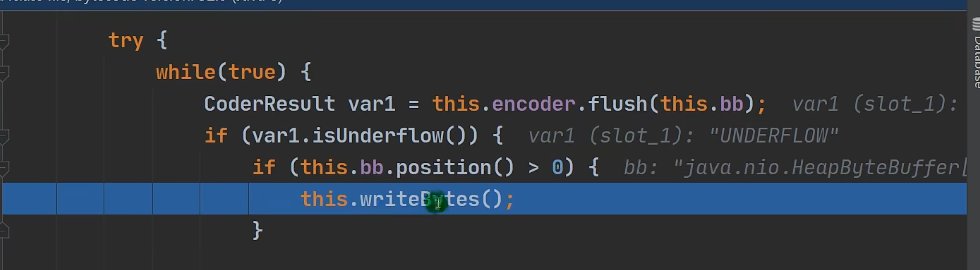 try {
while(true) {
CoderResult var1 = this.encoder.flush(this.bb); var1 (slot_1):
if (var1.isUnderflow()) { var1 (slot_1): "UNDERFLOW"
if (this.bb.position() > 0) { bb: "java.nio.HeapByteBuffer[
this.writeBytes();
}
Database